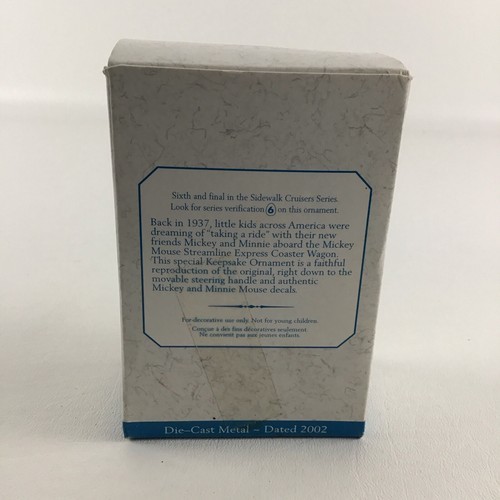 Sixth and final in the Sidewalk Cruisers Series.
Look for series verification 6 on this ornament.
Back in 1937, little kids across America were
dreaming of "taking a ride" with their new
friends Mickey and Minnie aboard the Mickey
Mouse Streamline Express Coaster Wagon.
This special Keepsake Ornament is a faithful
reproduction of the original, right down to the
movable steering handle and authentic
Mickey and Minnie Mouse decals.
For decorative use only. Not for young children.
Conçue à des fins décoratives seulement.
Ne convient pas aux jeunes enfants.
Die-Cast Metal – Dated 2002